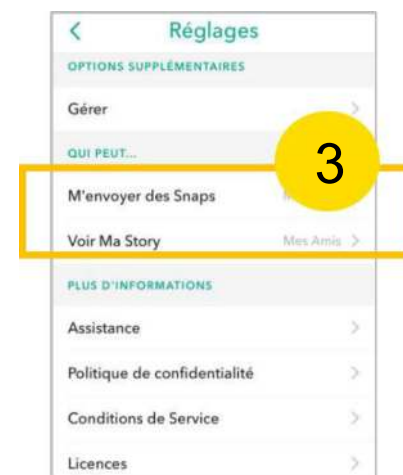 Réglages
OPTIONS SUPPLÉMENTAIRES
Gérer
QUI PEUT...
3
M'envoyer des Snaps
Voir Ma Story Mes Amis
PLUS D'INFORMATIONS
Assistance
Politique de confidentialité
Conditions de Service
Licences